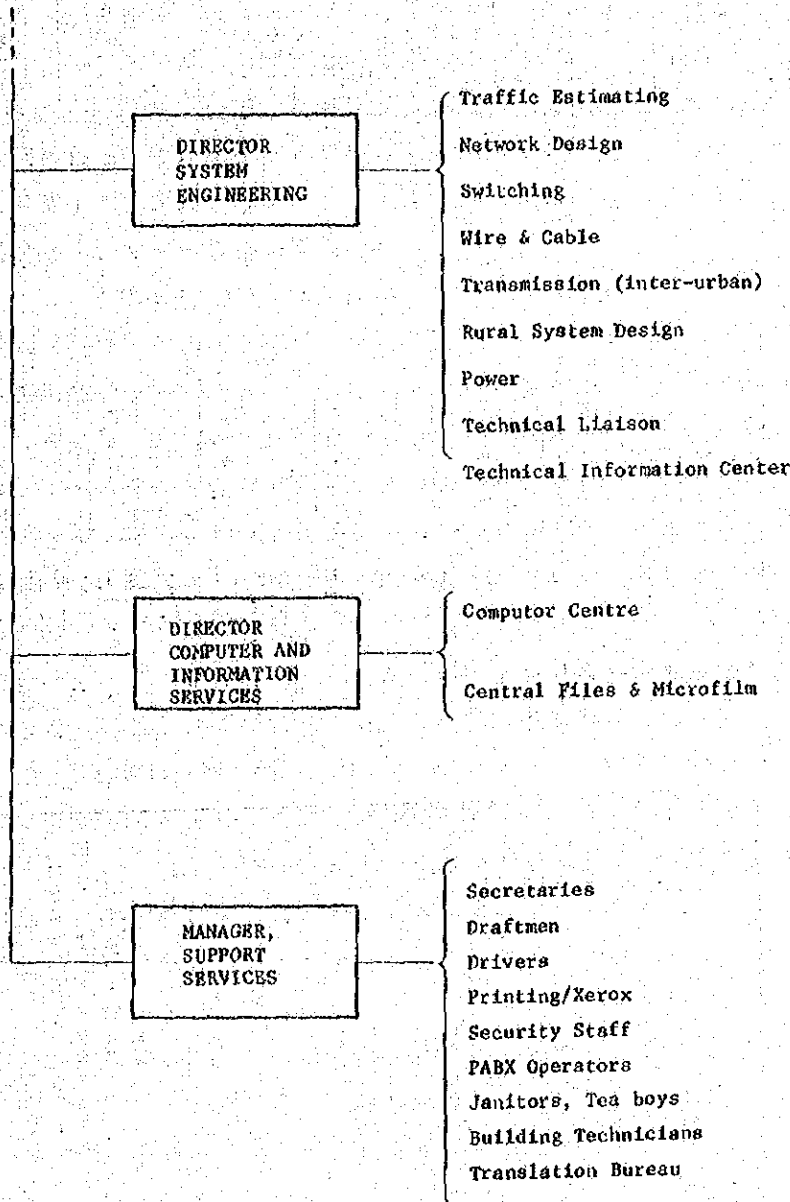 DIRECTOR
SYSTEM
ENGINEERING
Traffic Estimating
Network Design
Switching
Wire & Cable
Transmission (inter-urban)
Rural System Design
Power
Technical Liaison
Technical Information Center
DIRECTOR
COMPUTER AND
INFORMATION
SERVICES
Computor Centre
Central Files & Microfilm
MANAGER,
SUPPORT
SERVICES
Secretaries
Draftmen
Drivers
Printing/Xerox
Security Staff
PABX Operators
Janitors, Tea boys
Building Technicians
Translation Bureau